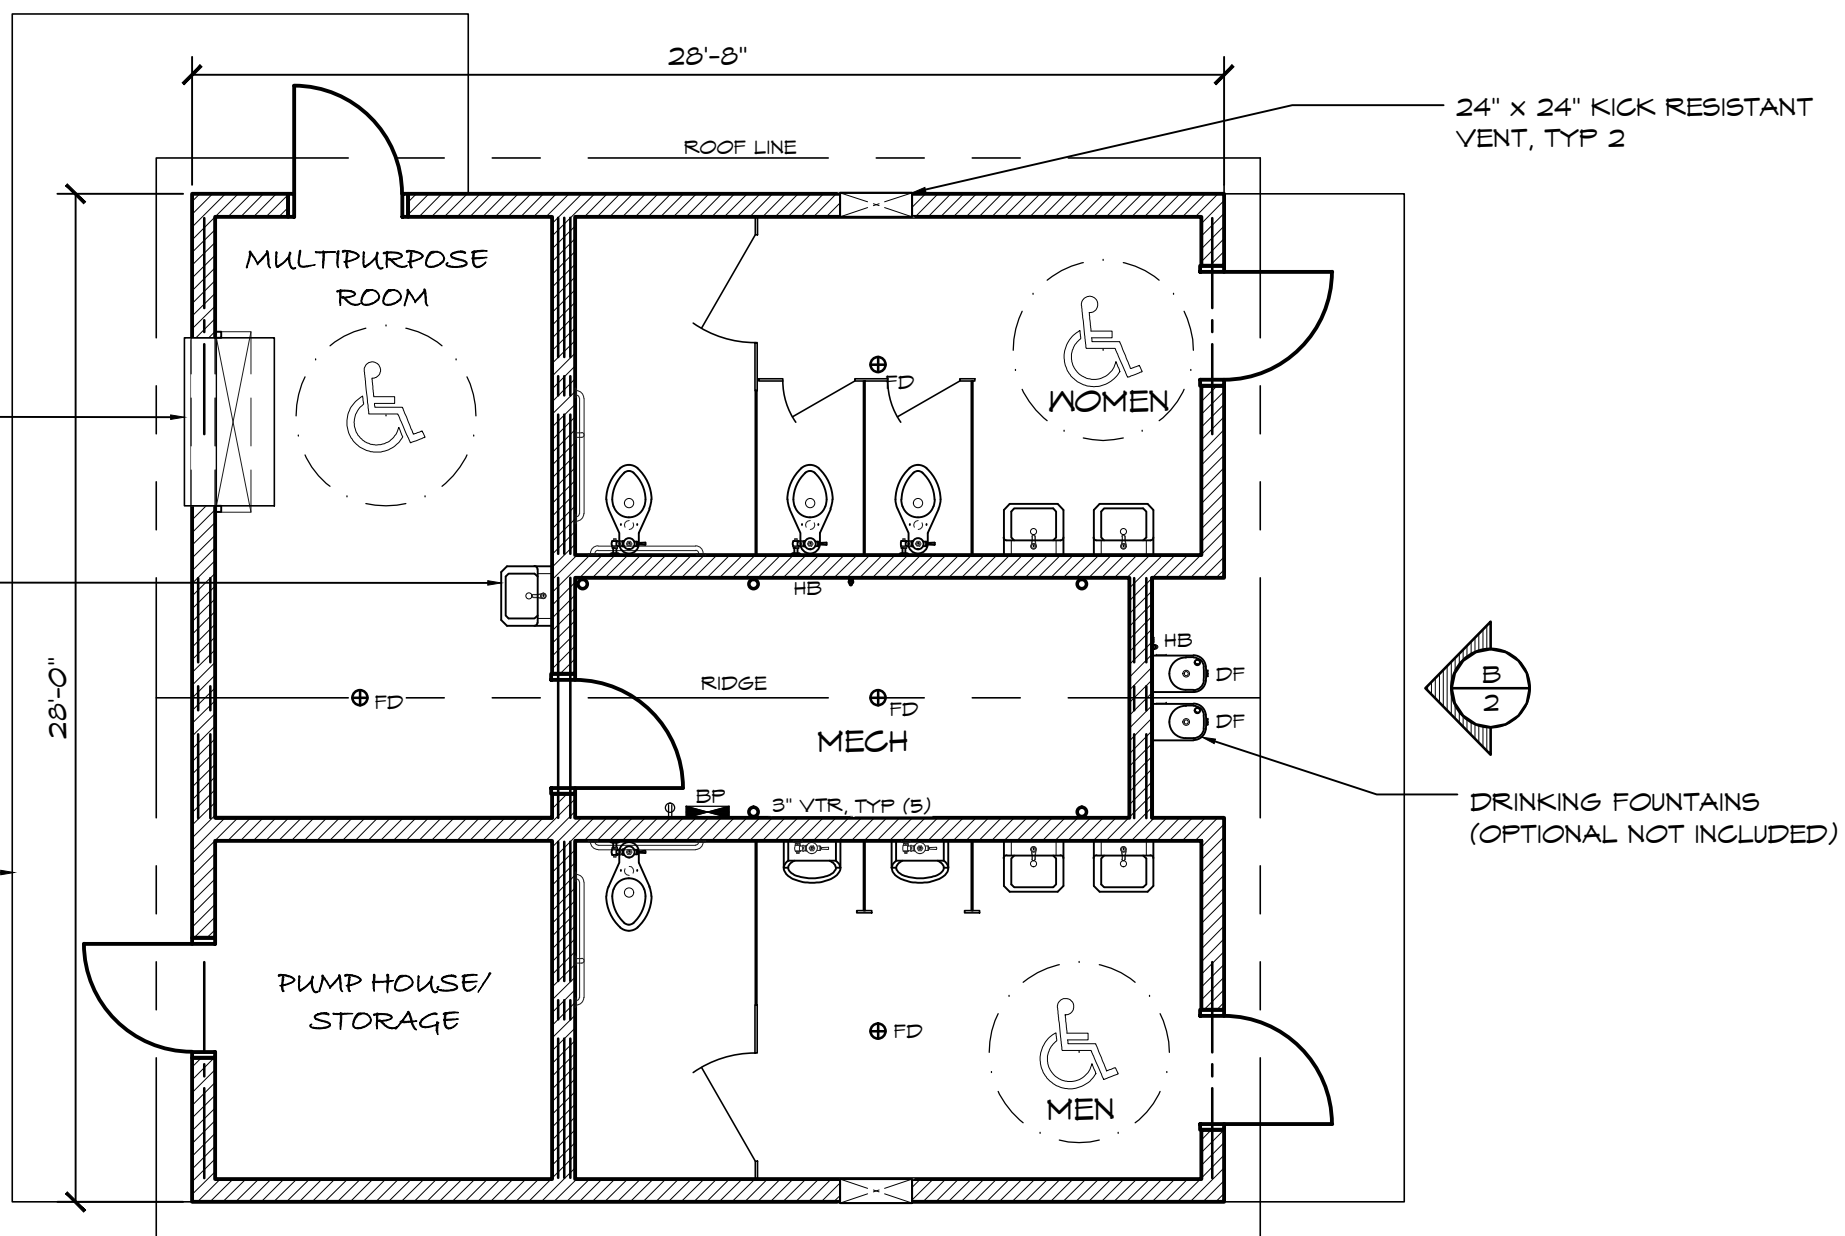 28'-8"
24" x 24" KICK RESISTANT
VENT, TYP 2
ROOF LINE
MULTIPURPOSE
ROOM
FD
WOMEN
HB
HB
28'-0"
RIDGE
FD
FD
DF
DF
B
2
MECH
BP
3" VTR, TYP (5)
DRINKING FOUNTAINS
(OPTIONAL NOT INCLUDED)
PUMP HOUSE/
STORAGE
FD
MEN